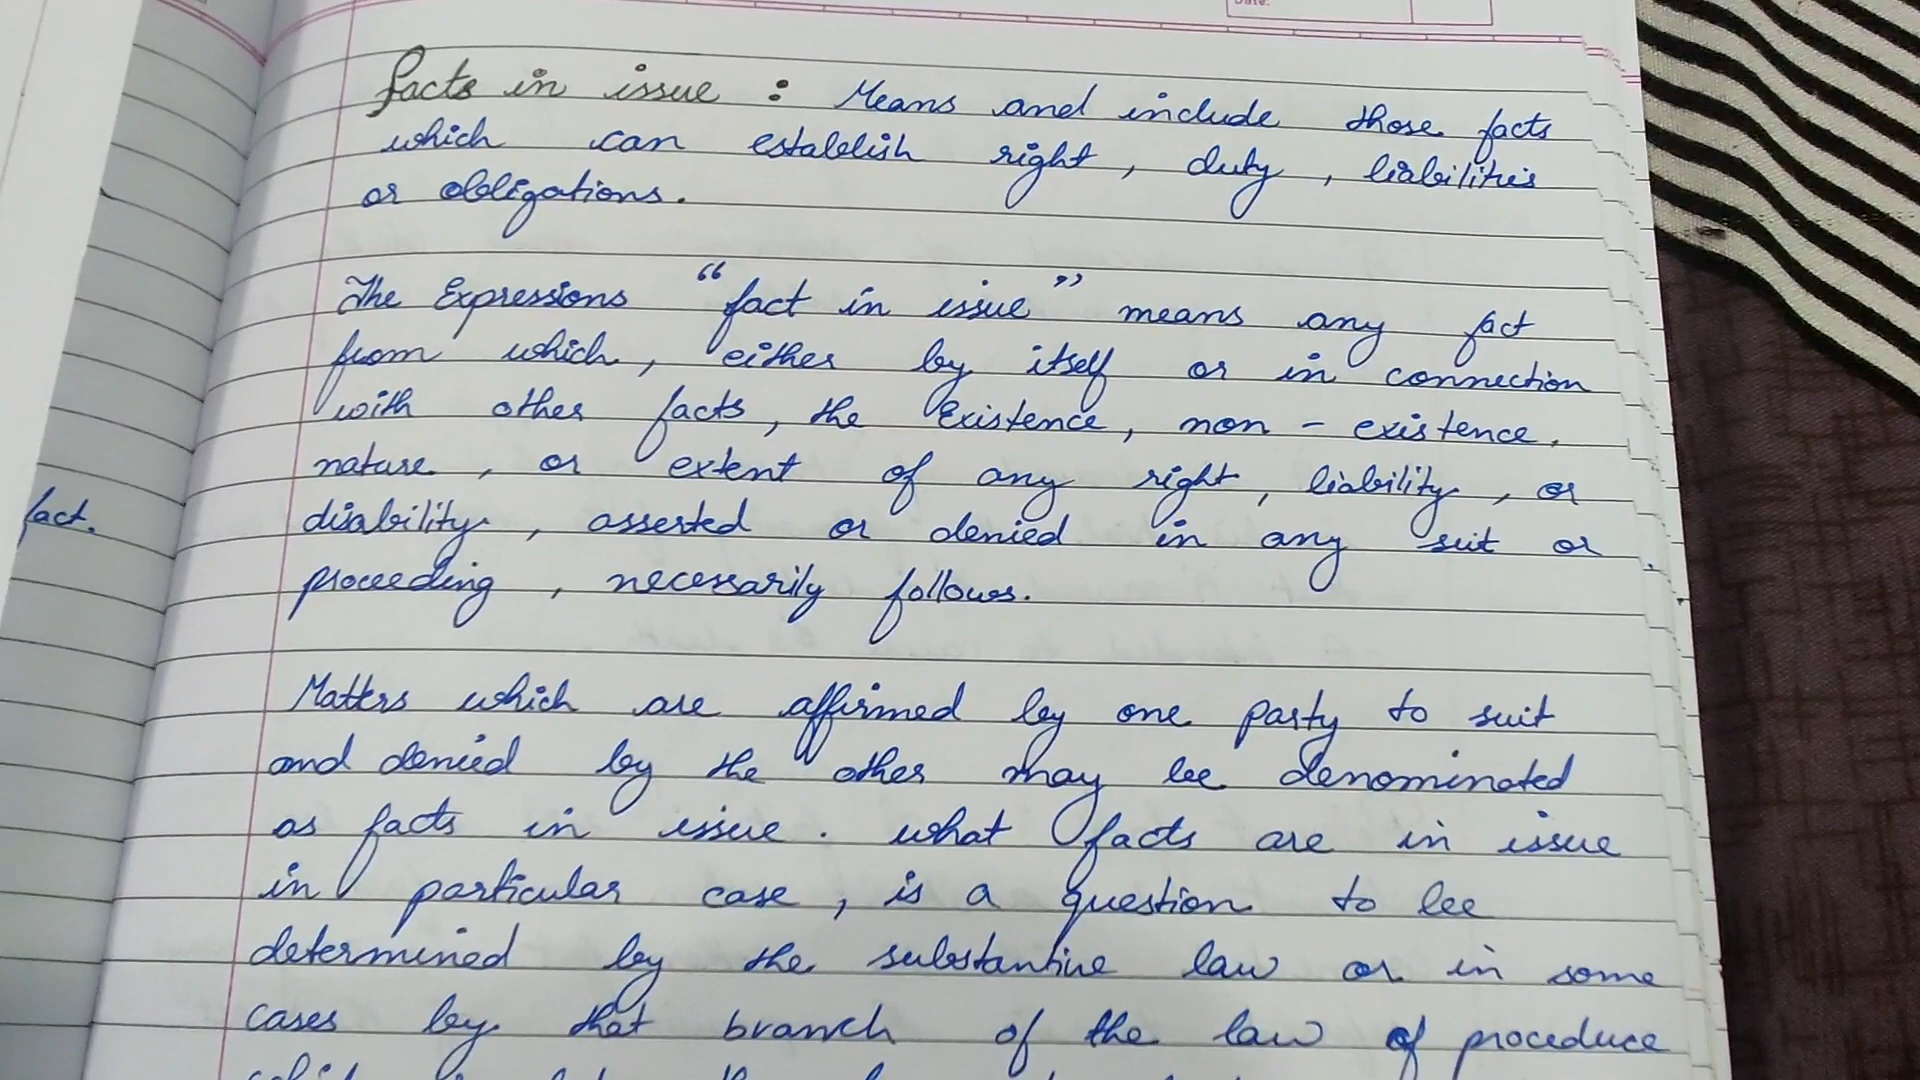 Date:
facts in issue : Means and include those facts
which can establish right, duty, liabilities
or obligations.
The Expressions "fact in issue" means any fact
from which, either by itself or in connection
with other facts, the Existence, non-existence,
nature, or extent of any right, liability, or
disability, asserted or denied in any suit or
proceeding, necessarily follows.
fact.
Matters which are affirmed by one party to suit
and denied by the other may be denominated
as facts in issue. what facts are in issue
in particular case, is a question to be
determined by the substantive law or in some
cases by that branch of the law of procedure